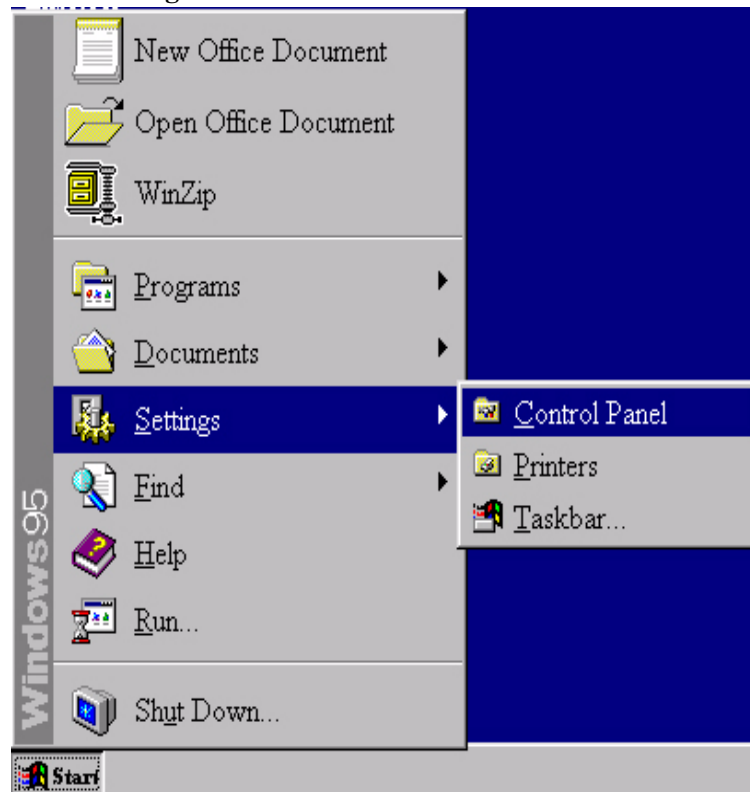 New Office Document
Open Office Document
WinZip
Programs
Documents
Settings
Control Panel
Printers
Taskbar...
Find
Help
Run...
Shut Down...
Windows95
Start